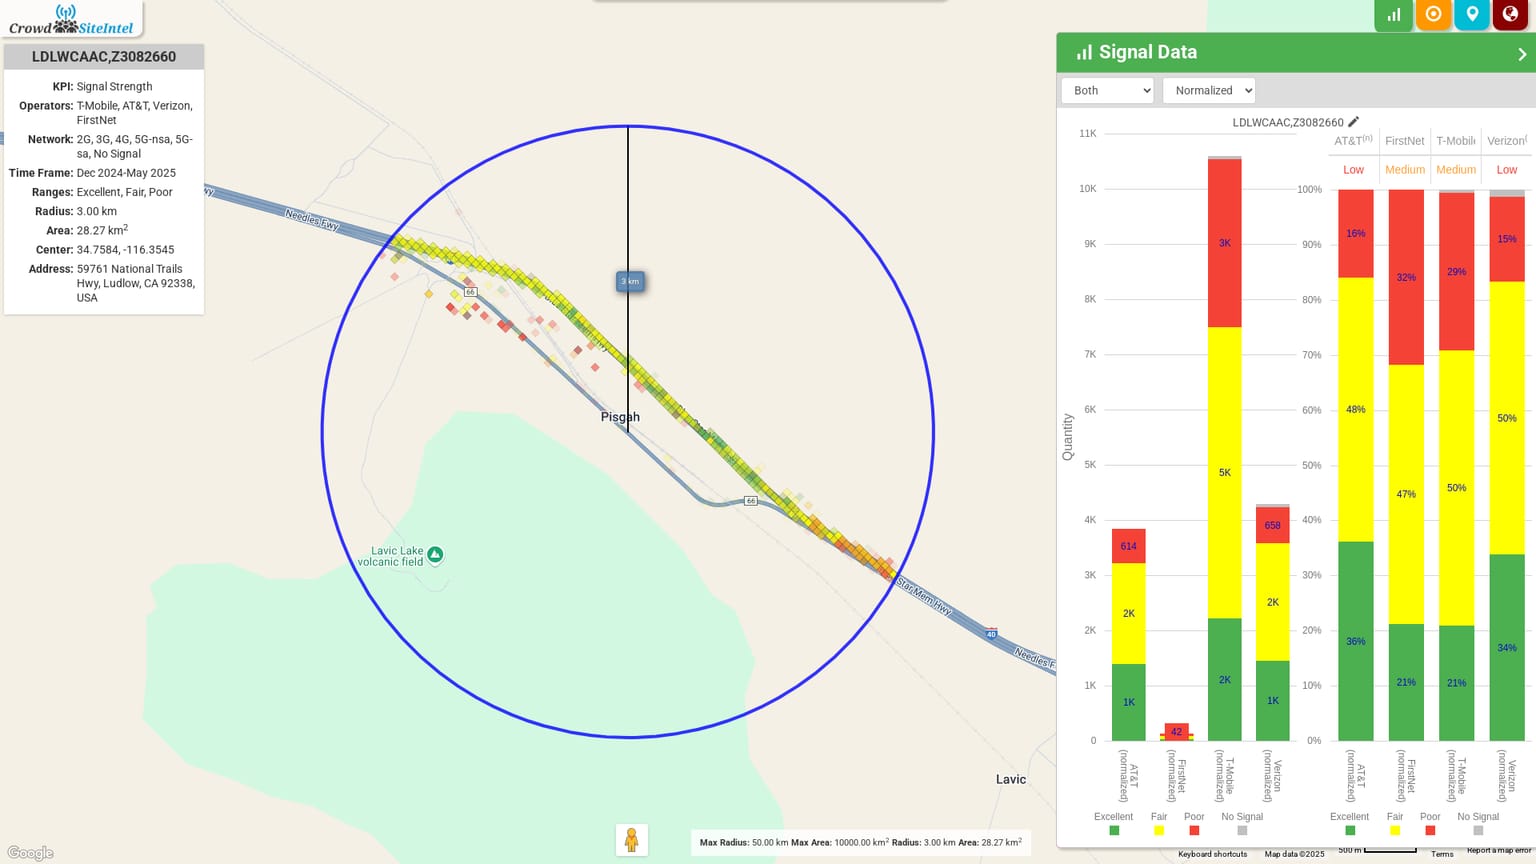 Crowd SiteIntel
LDLWCAAC,Z3082660
KPI: Signal Strength
Operators: T-Mobile, AT&T, Verizon,
FirstNet
Network: 2G, 3G, 4G, 5G-nsa, 5G-
sa, No Signal
Time Frame: Dec 2024-May 2025
Ranges: Excellent, Fair, Poor
Radius: 3.00 km
Area: 28.27 km²
Center: 34.7584, -116.3545
Address: 59761 National Trails
Hwy, Ludlow, CA 92338,
USA
Needles Fwy
66
3 km
Pisgah
66
Lavic Lake
volcanic field
Star Mem Hwy
40
Needles F
Lavic
Google
Max Radius: 50.00 km Max Area: 10000.00 km² Radius: 3.00 km Area: 28.27 km²
Signal Data
Both
Normalized
LDLWCAAC,Z3082660
AT&T(n) FirstNet T-Mobile Verizon(
Low Medium Medium Low
Quantity
11K
10K
9K
8K
7K
6K
5K
4K
3K
2K
1K
0
614
2K
1K
42
3K
5K
2K
658
2K
1K
AT&T
(normalized)
FirstNet
(normalized)
T-Mobile
(normalized)
Verizon
(normalized)
Excellent Fair Poor No Signal
100%
90%
80%
70%
60%
50%
40%
30%
20%
10%
0%
16%
48%
36%
32%
47%
21%
29%
50%
21%
15%
50%
34%
AT&T
(normalized)
FirstNet
(normalized)
T-Mobile
(normalized)
Verizon
(normalized)
Excellent Fair Poor No Signal
Keyboard shortcuts Map data ©2025 500 m Terms Report a map error